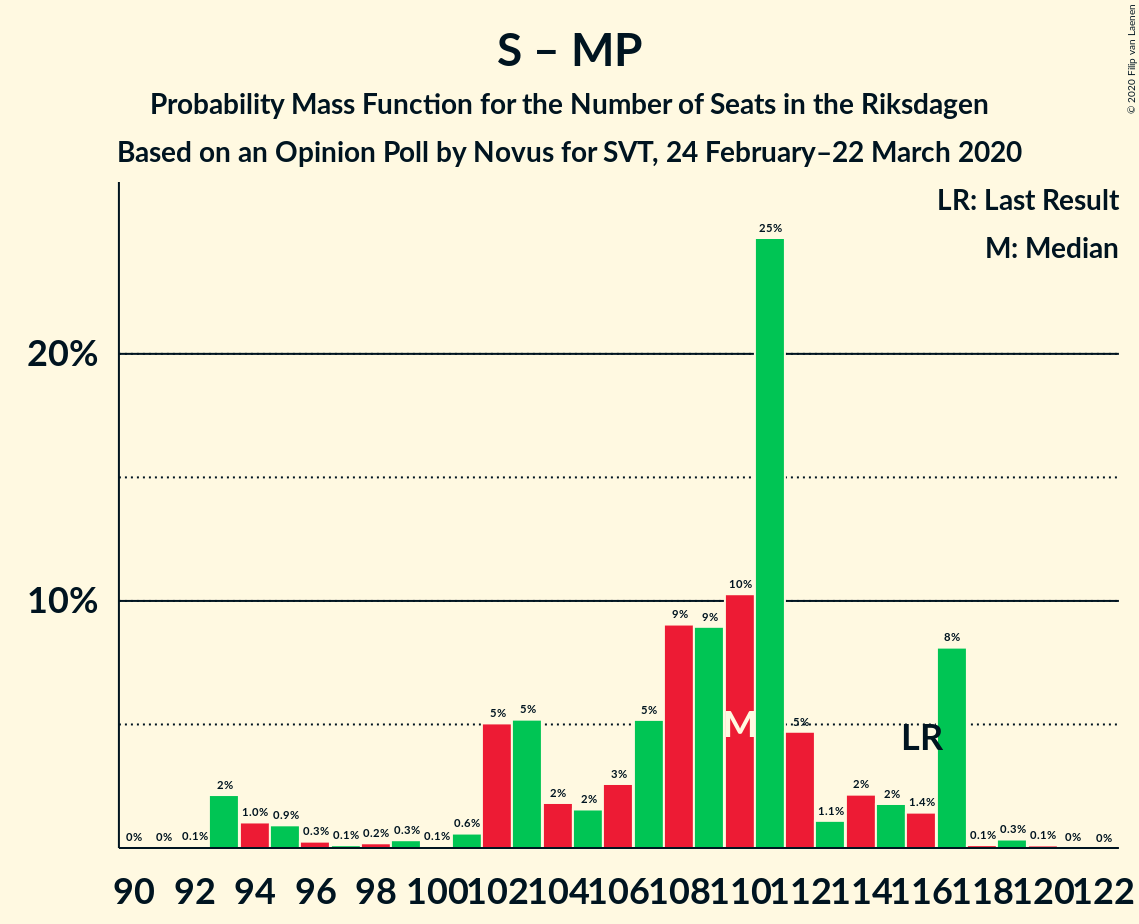 © 2020 Filip van Laenen
S – MP
Probability Mass Function for the Number of Seats in the Riksdagen
Based on an Opinion Poll by Novus for SVT, 24 February–22 March 2020
LR: Last Result
M: Median
20%
10%
0% 0% 0.1% 2% 1.0% 0.9% 0.3% 0.1% 0.2% 0.3% 0.1% 0.6% 5% 5% 2% 2% 3% 5% 9% 9% 10% 25% 5% 1.1% 2% 2% 1.4% 8% 0.1% 0.3% 0.1% 0% 0%
M
LR
90 92 94 96 98 100 102 104 106 108 110 112 114 116 118 120 122